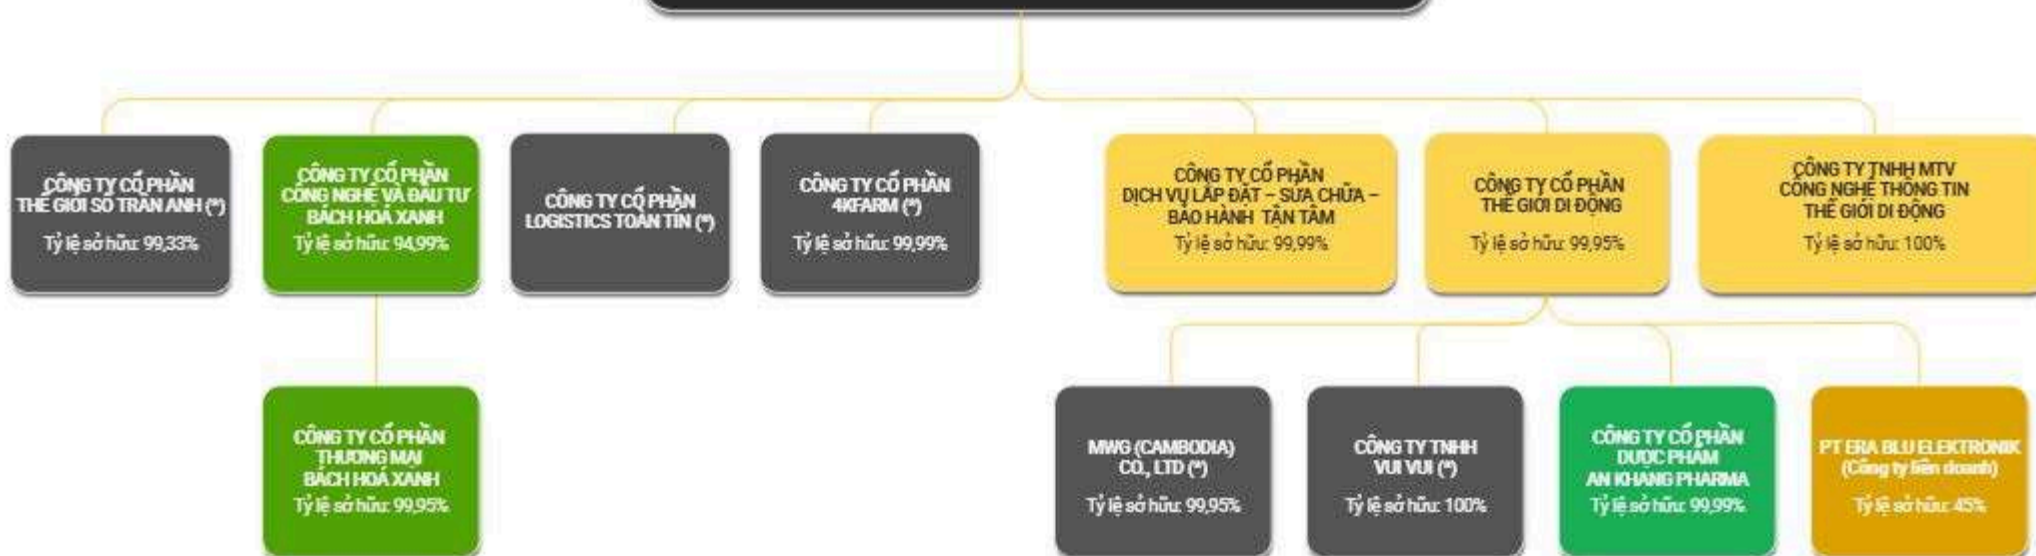 CÔNG TY CỔ PHẦN
THẾ GIỚI SỐ TRẦN ANH (*)
Tỷ lệ sở hữu: 99,33%
CÔNG TY CỔ PHẦN
CÔNG NGHỆ VÀ ĐẦU TƯ
BÁCH HOÁ XANH
Tỷ lệ sở hữu: 94,99%
CÔNG TY CỔ PHẦN
LOGISTICS TOÀN TÍN (*)
CÔNG TY CỔ PHẦN
4KFARM (*)
Tỷ lệ sở hữu: 99,99%
CÔNG TY CỔ PHẦN
DỊCH VỤ LẮP ĐẶT – SỬA CHỮA –
BẢO HÀNH TẬN TÂM
Tỷ lệ sở hữu: 99,99%
CÔNG TY CỔ PHẦN
THẾ GIỚI DI ĐỘNG
Tỷ lệ sở hữu: 99,95%
CÔNG TY TNHH MTV
CÔNG NGHỆ THÔNG TIN
THẾ GIỚI DI ĐỘNG
Tỷ lệ sở hữu: 100%
CÔNG TY CỔ PHẦN
THƯƠNG MẠI
BÁCH HOÁ XANH
Tỷ lệ sở hữu: 99,95%
MWG (CAMBODIA)
CO., LTD (*)
Tỷ lệ sở hữu: 99,95%
CÔNG TY TNHH
VUI VUI (*)
Tỷ lệ sở hữu: 100%
CÔNG TY CỔ PHẦN
DƯỢC PHẨM
AN KHANG PHARMA
Tỷ lệ sở hữu: 99,99%
PT ERA BLU ELEKTRONIK
(Công ty liên doanh)
Tỷ lệ sở hữu: 45%